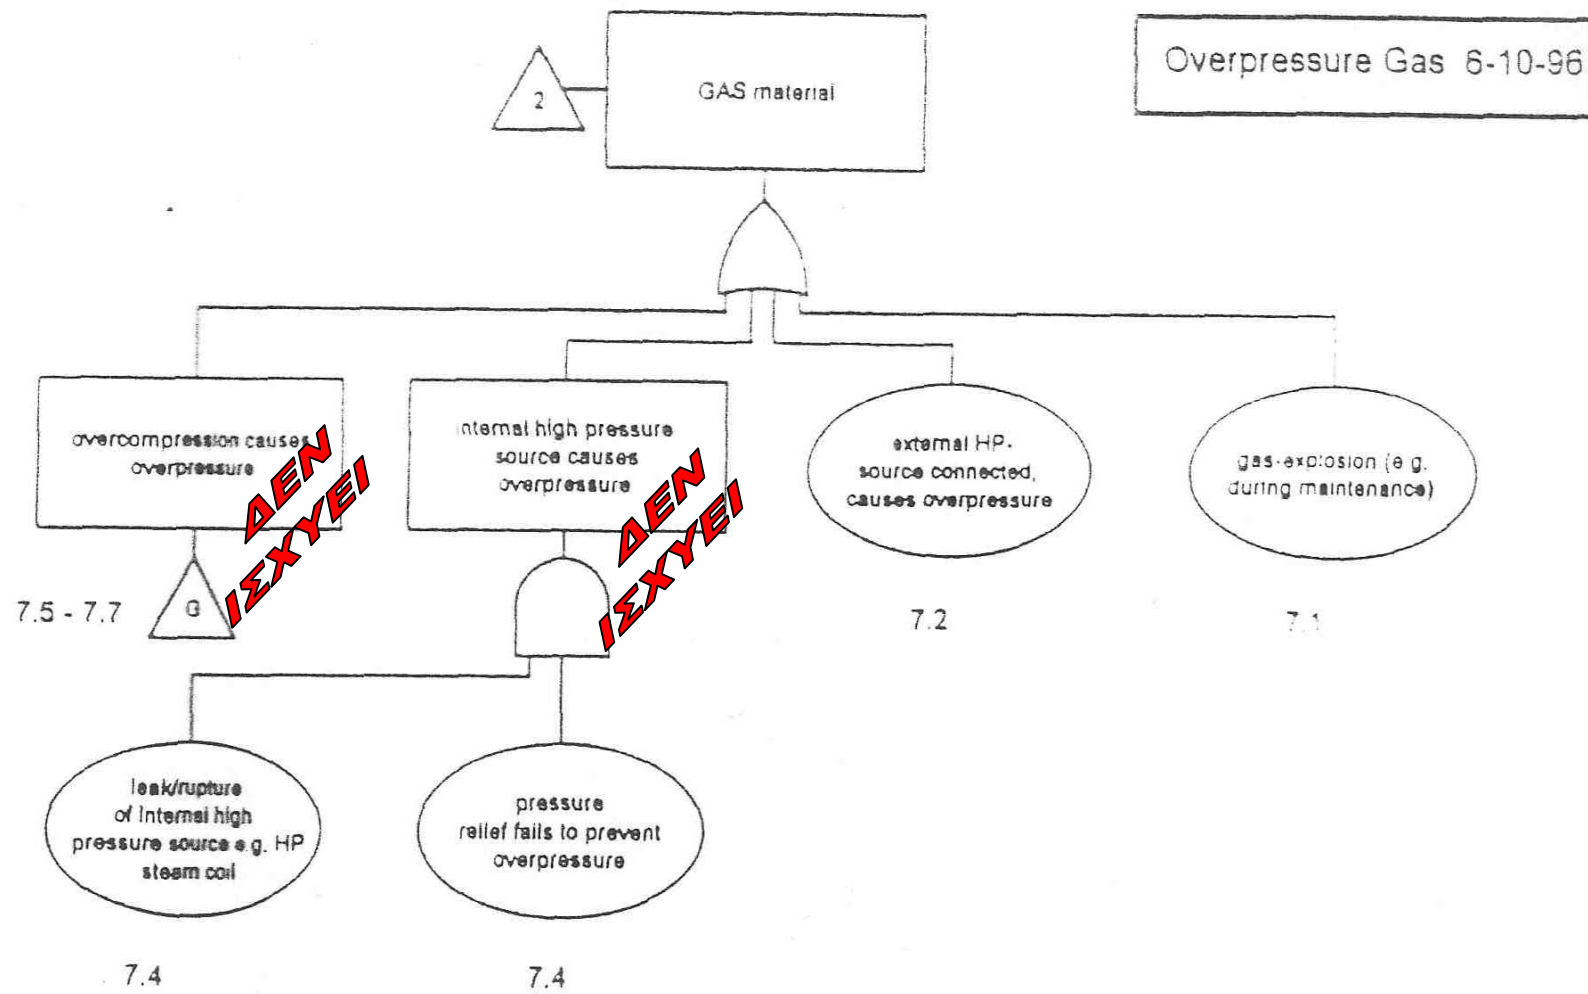 Overpressure Gas 6-10-96
2
GAS material
overcompression causes
overpressure
internal high pressure
source causes
overpressure
external HP-
source connected,
causes overpressure
gas-explosion (e.g.
during maintenance)
ΔΕΝ
ΙΣΧΥΕΙ
ΔΕΝ
ΙΣΧΥΕΙ
7.5 - 7.7
G
7.2
7.1
leak/rupture
of Internal high
pressure source e.g. HP
steam coil
pressure
relief fails to prevent
overpressure
7.4
7.4